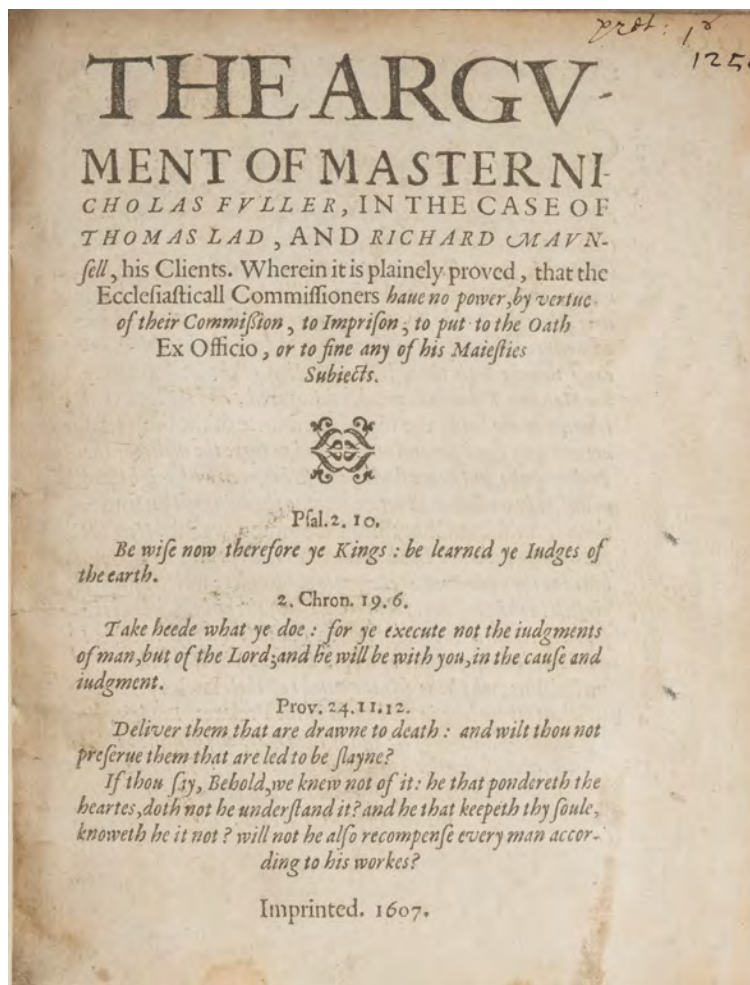 pret: 1ˢ
125
THE ARGV-
MENT OF MASTER NI-
CHOLAS FVLLER, IN THE CASE OF
THOMAS LAD, AND RICHARD MAVN-
ſell, his Clients. Wherein it is plainely proved, that the
Eccleſiaſticall Commiſſioners haue no power, by vertue
of their Commiſsion, to Impriſon, to put to the Oath
Ex Officio, or to fine any of his Maieſties
Subiects.
Pſal. 2. 10.
Be wiſe now therefore ye Kings: be learned ye Iudges of
the earth.
2. Chron. 19. 6.
Take heede what ye doe: for ye execute not the iudgments
of man, but of the Lord; and he will be with you, in the cauſe and
iudgment.
Prov. 24. 11. 12.
Deliver them that are drawne to death: and wilt thou not
preſerue them that are led to be ſlayne?
If thou ſay, Behold, we knew not of it: he that pondereth the
heartes, doth not he underſtand it? and he that keepeth thy ſoule,
knoweth he it not? will not he alſo recompenſe every man accor-
ding to his workes?
Imprinted. 1607.